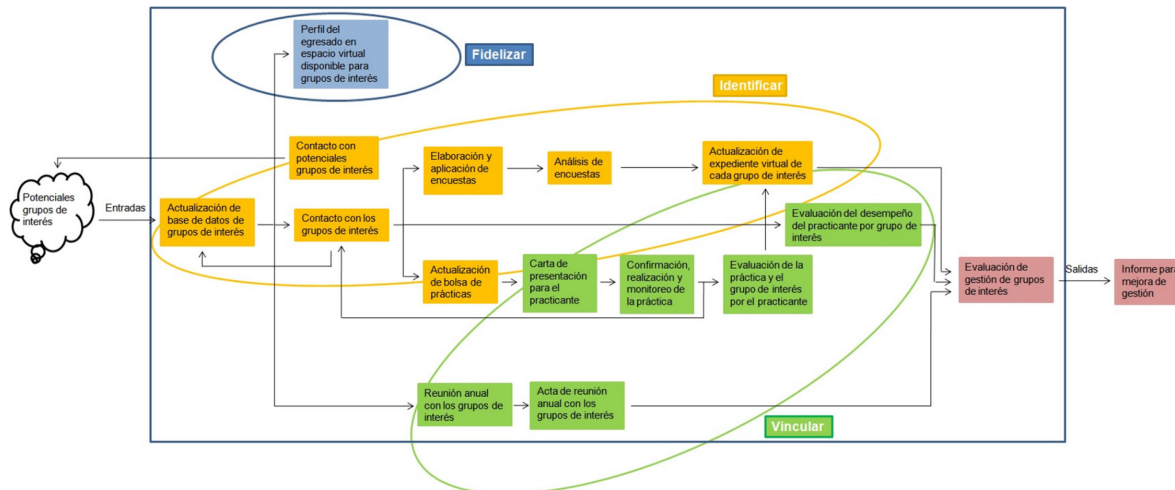 Perfil del
egresado en
espacio virtual
disponible para
grupos de interés
Fidelizar
Identificar
Contacto con
potenciales
grupos de interés
Elaboración y
aplicación de
encuestas
Análisis de
encuestas
Actualización de
expediente virtual de
cada grupo de interés
Potenciales
grupos de
interés
Entradas
Actualización de
base de datos de
grupos de interés
Contacto con los
grupos de interés
Evaluación del desempeño
del practicante por grupo de
interés
Actualización
de bolsa de
prácticas
Carta de
presentación
para el
practicante
Confirmación,
realización y
monitoreo de
la práctica
Evaluación de la
práctica y el
grupo de interés
por el practicante
Evaluación de
gestión de grupos
de interés
Salidas
Informe para
mejora de
gestión
Reunión anual
con los grupos de
interés
Acta de reunión
anual con los
grupos de interés
Vincular